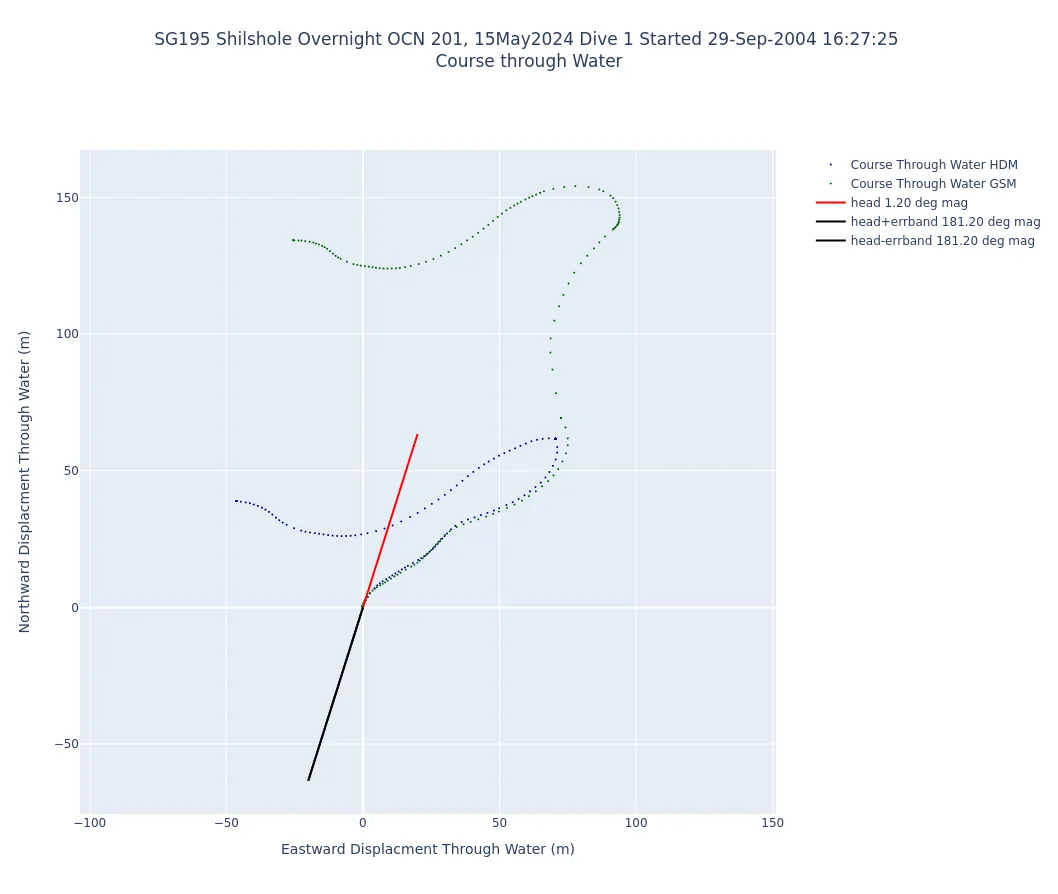 SG195 Shilshole Overnight OCN 201, 15May2024 Dive 1 Started 29-Sep-2004 16:27:25
Course through Water
Course Through Water HDM
Course Through Water GSM
head 1.20 deg mag
head+errband 181.20 deg mag
head-errband 181.20 deg mag
Northward Displacment Through Water (m)
150
100
50
0
−50
−100
−50
0
50
100
150
Eastward Displacment Through Water (m)